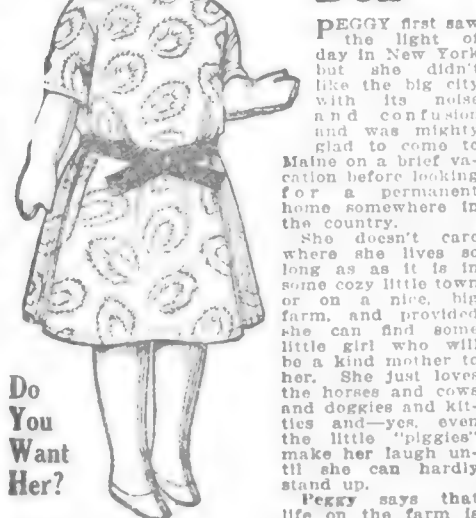 PEGGY first saw
the light of
day in New York
but she didn't
like the big city
with its noise
and confusion
and was mighty
glad to come to
Maine on a brief va-
cation before looking
for a permanent
home somewhere in
the country.
She doesn't care
where she lives so
long as as it is in
some cozy little town
or on a nice, big
farm, and provided
she can find some
little girl who will
be a kind mother to
her. She just loves
the horses and cows
and doggies and kit-
ties and—yes, even
the little "piggies"
make her laugh un-
til she can hardly
stand up.
Peggy says that
life on the farm is
Do
You
Want
Her?